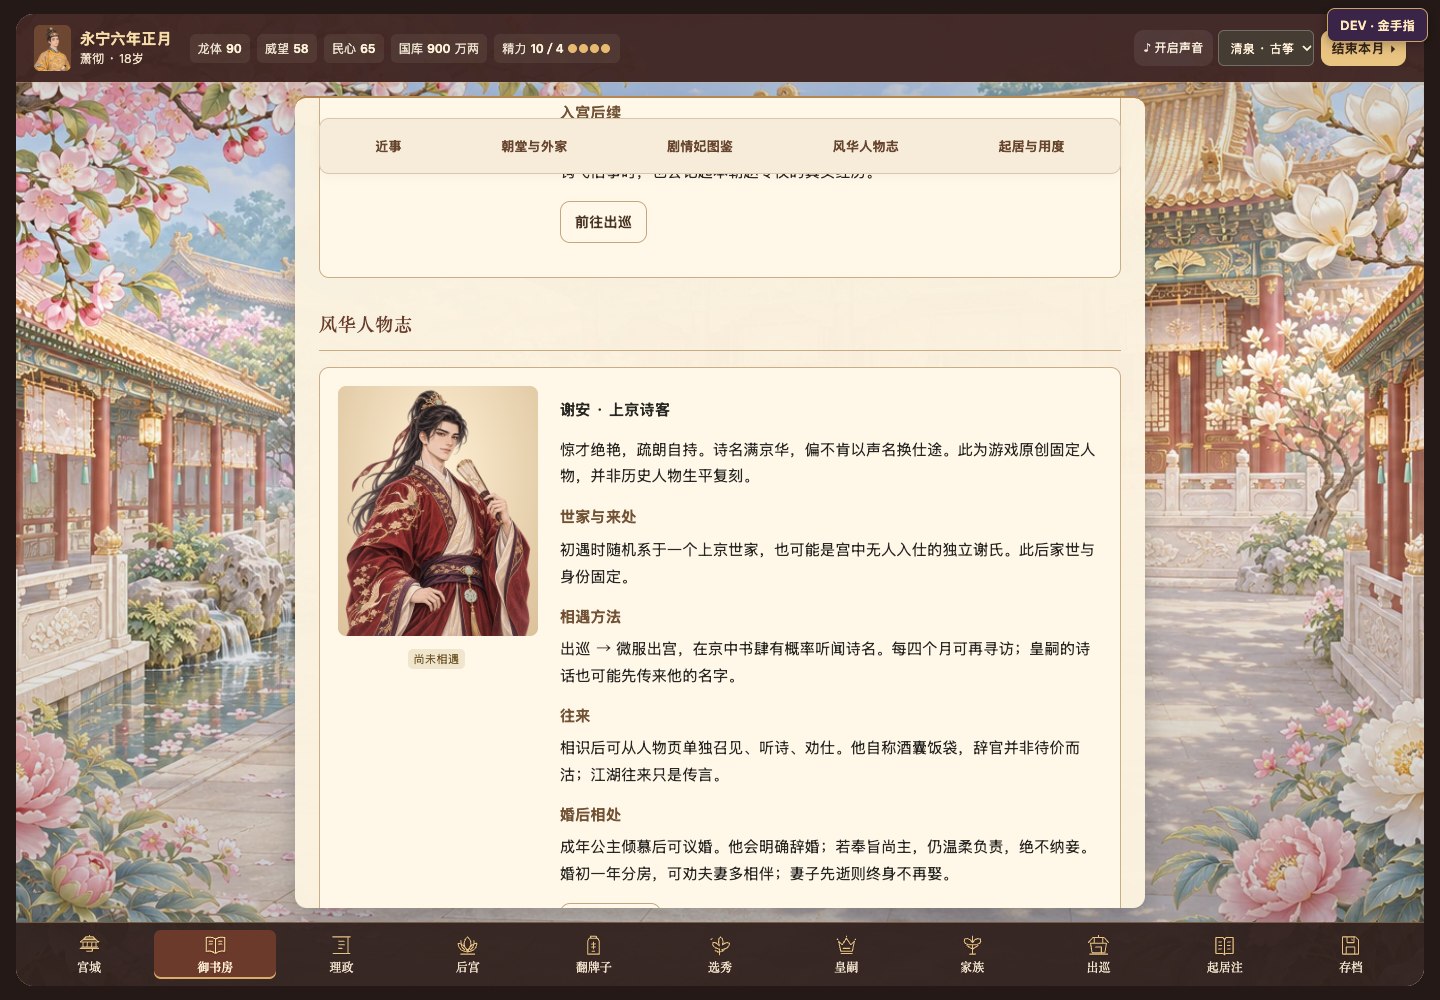 永宁六年正月
萧彻 · 18岁
龙体 90
威望 58
民心 65
国库 900 万两
精力 10 / 4
♪ 开启声音
清泉 · 古筝
DEV · 金手指
结束本月
入宫后续
近事
朝堂与外家
剧情妃图鉴
风华人物志
起居与用度
前往出巡
风华人物志
谢安 · 上京诗客
惊才绝艳，疏朗自持。诗名满京华，偏不肯以声名换仕途。此为游戏原创固定人
物，并非历史人物生平复刻。
世家与来处
初遇时随机系于一个上京世家，也可能是宫中无人入仕的独立谢氏。此后家世与
身份固定。
相遇方法
出巡 → 微服出宫，在京中书肆有概率听闻诗名。每四个月可再寻访；皇嗣的诗
话也可能先传来他的名字。
尚未相遇
往来
相识后可从人物页单独召见、听诗、劝仕。他自称酒囊饭袋，辞官并非待价而
沽；江湖往来只是传言。
婚后相处
成年公主倾慕后可议婚。他会明确辞婚；若奉旨尚主，仍温柔负责，绝不纳妾。
婚初一年分房，可劝夫妻多相伴；妻子先逝则终身不再娶。
宫城
御书房
理政
后宫
翻牌子
选秀
皇嗣
家族
出巡
起居注
存档